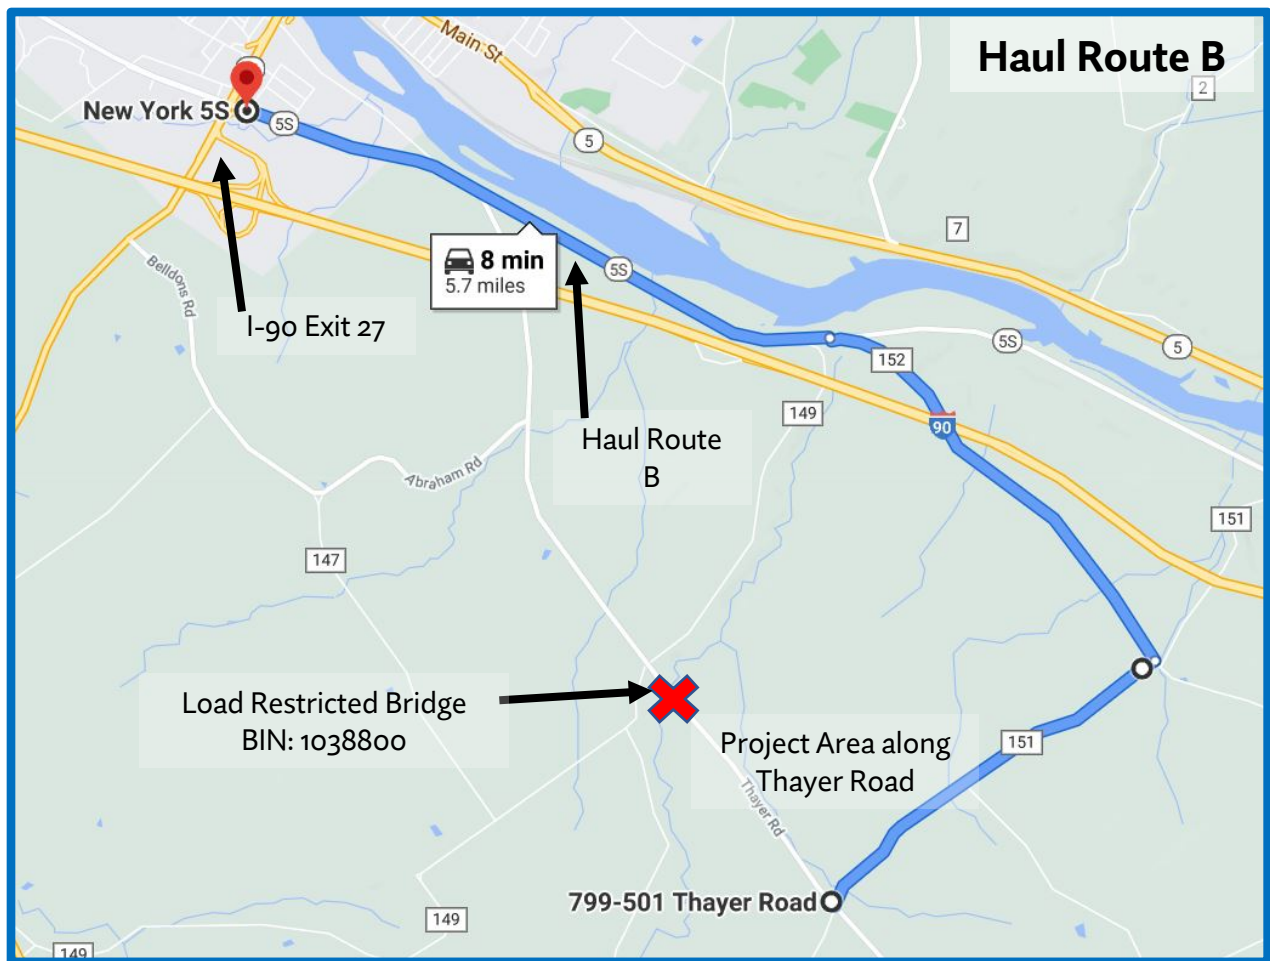 Haul Route B
Main St
2
New York 5S
5S
5
7
8 min
5.7 miles
5S
Belldons Rd
I-90 Exit 27
5S
5
152
149
90
Haul Route
B
Abraham Rd
151
147
Load Restricted Bridge
BIN: 1038800
Project Area along
Thayer Road
151
Thayer Rd
799-501 Thayer Road
149
149